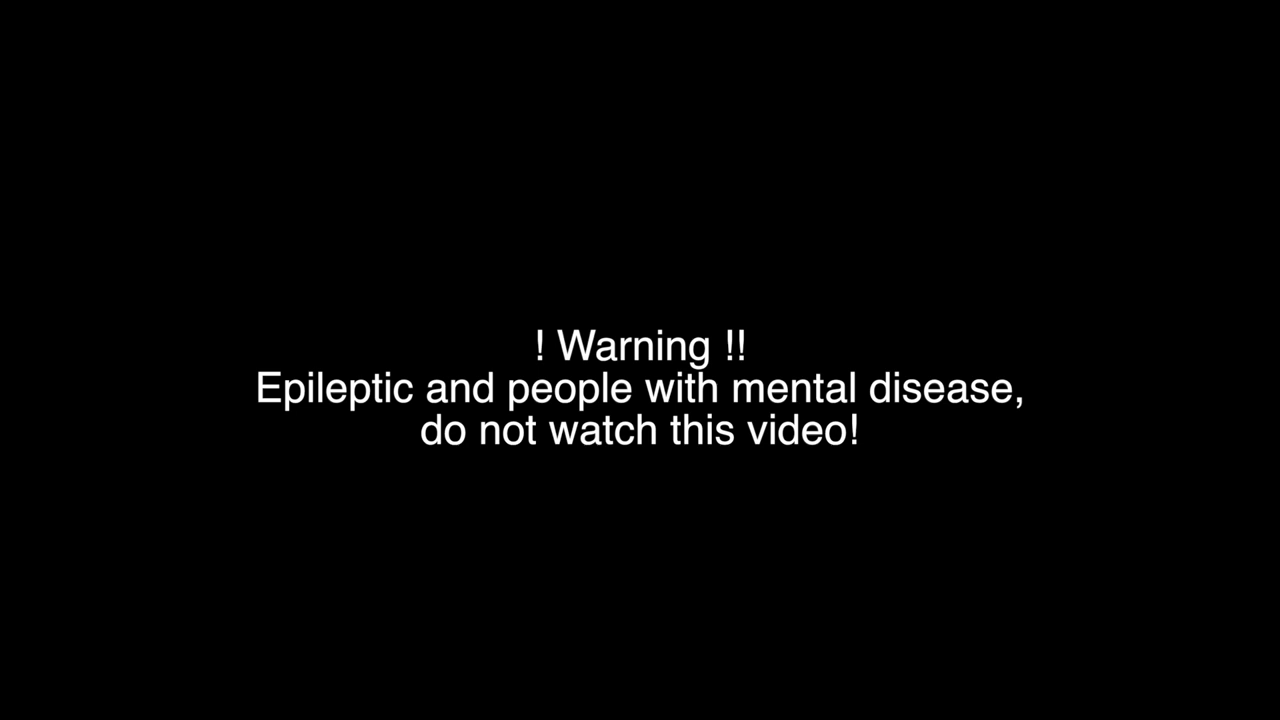 ! Warning !!
Epileptic and people with mental disease,
do not watch this video!